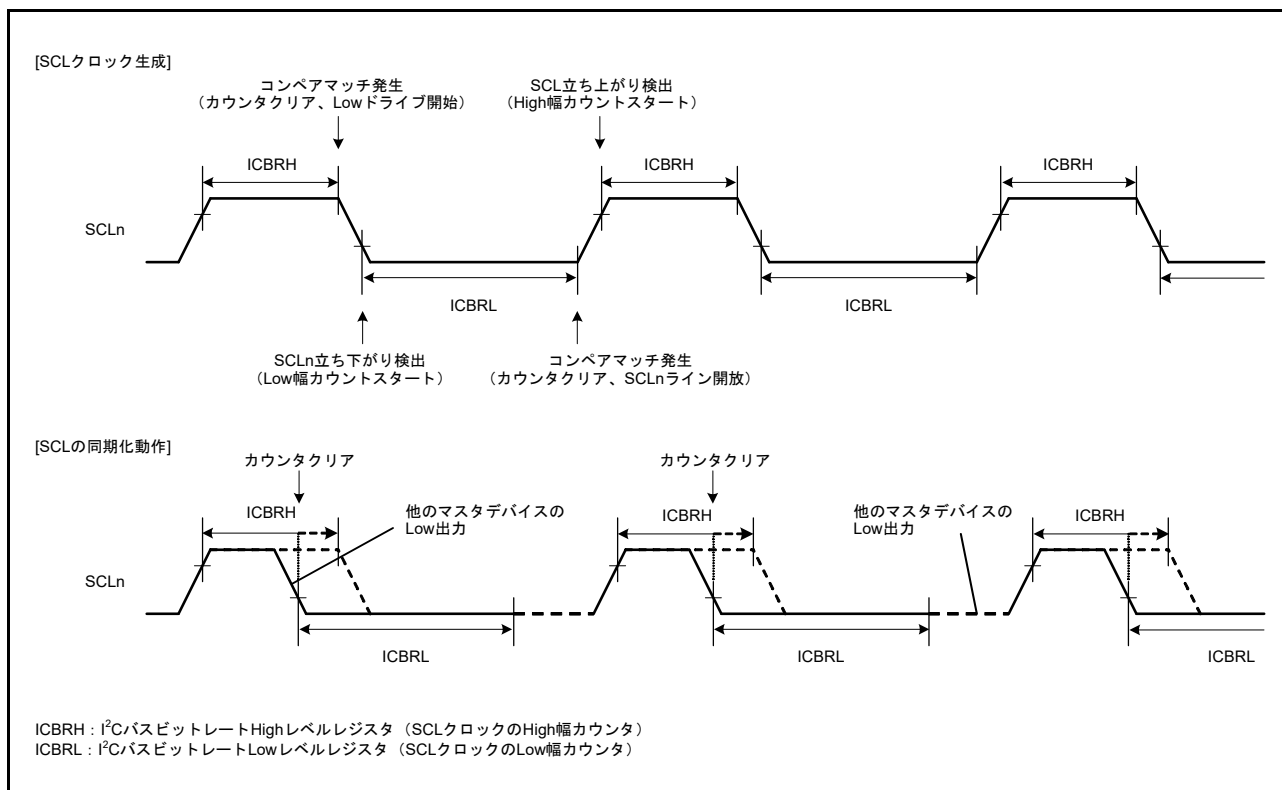 [SCLクロック生成]
コンペアマッチ発生
（カウンタクリア、Lowドライブ開始）
SCL立ち上がり検出
（High幅カウントスタート）
ICBRH
ICBRH
ICBRH
SCLn
ICBRL
ICBRL
SCLn立ち下がり検出
（Low幅カウントスタート）
コンペアマッチ発生
（カウンタクリア、SCLnライン開放）
[SCLの同期化動作]
カウンタクリア
カウンタクリア
ICBRH
他のマスタデバイスの
Low出力
ICBRH
他のマスタデバイスの
Low出力
ICBRH
SCLn
ICBRL
ICBRL
ICBRL
ICBRH：I²CバスビットレートHighレベルレジスタ（SCLクロックのHigh幅カウンタ）
ICBRL：I²CバスビットレートLowレベルレジスタ（SCLクロックのLow幅カウンタ）